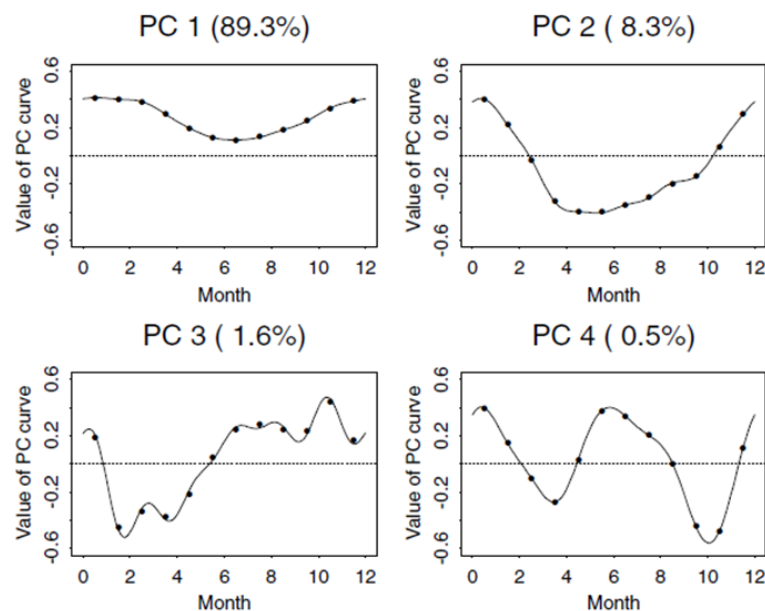 PC 1 (89.3%)
Value of PC curve
-0.6 -0.2 0.2 0.6
0 2 4 6 8 10 12
Month
PC 2 ( 8.3%)
Value of PC curve
-0.6 -0.2 0.2 0.6
0 2 4 6 8 10 12
Month
PC 3 ( 1.6%)
Value of PC curve
-0.6 -0.2 0.2 0.6
0 2 4 6 8 10 12
Month
PC 4 ( 0.5%)
Value of PC curve
-0.6 -0.2 0.2 0.6
0 2 4 6 8 10 12
Month